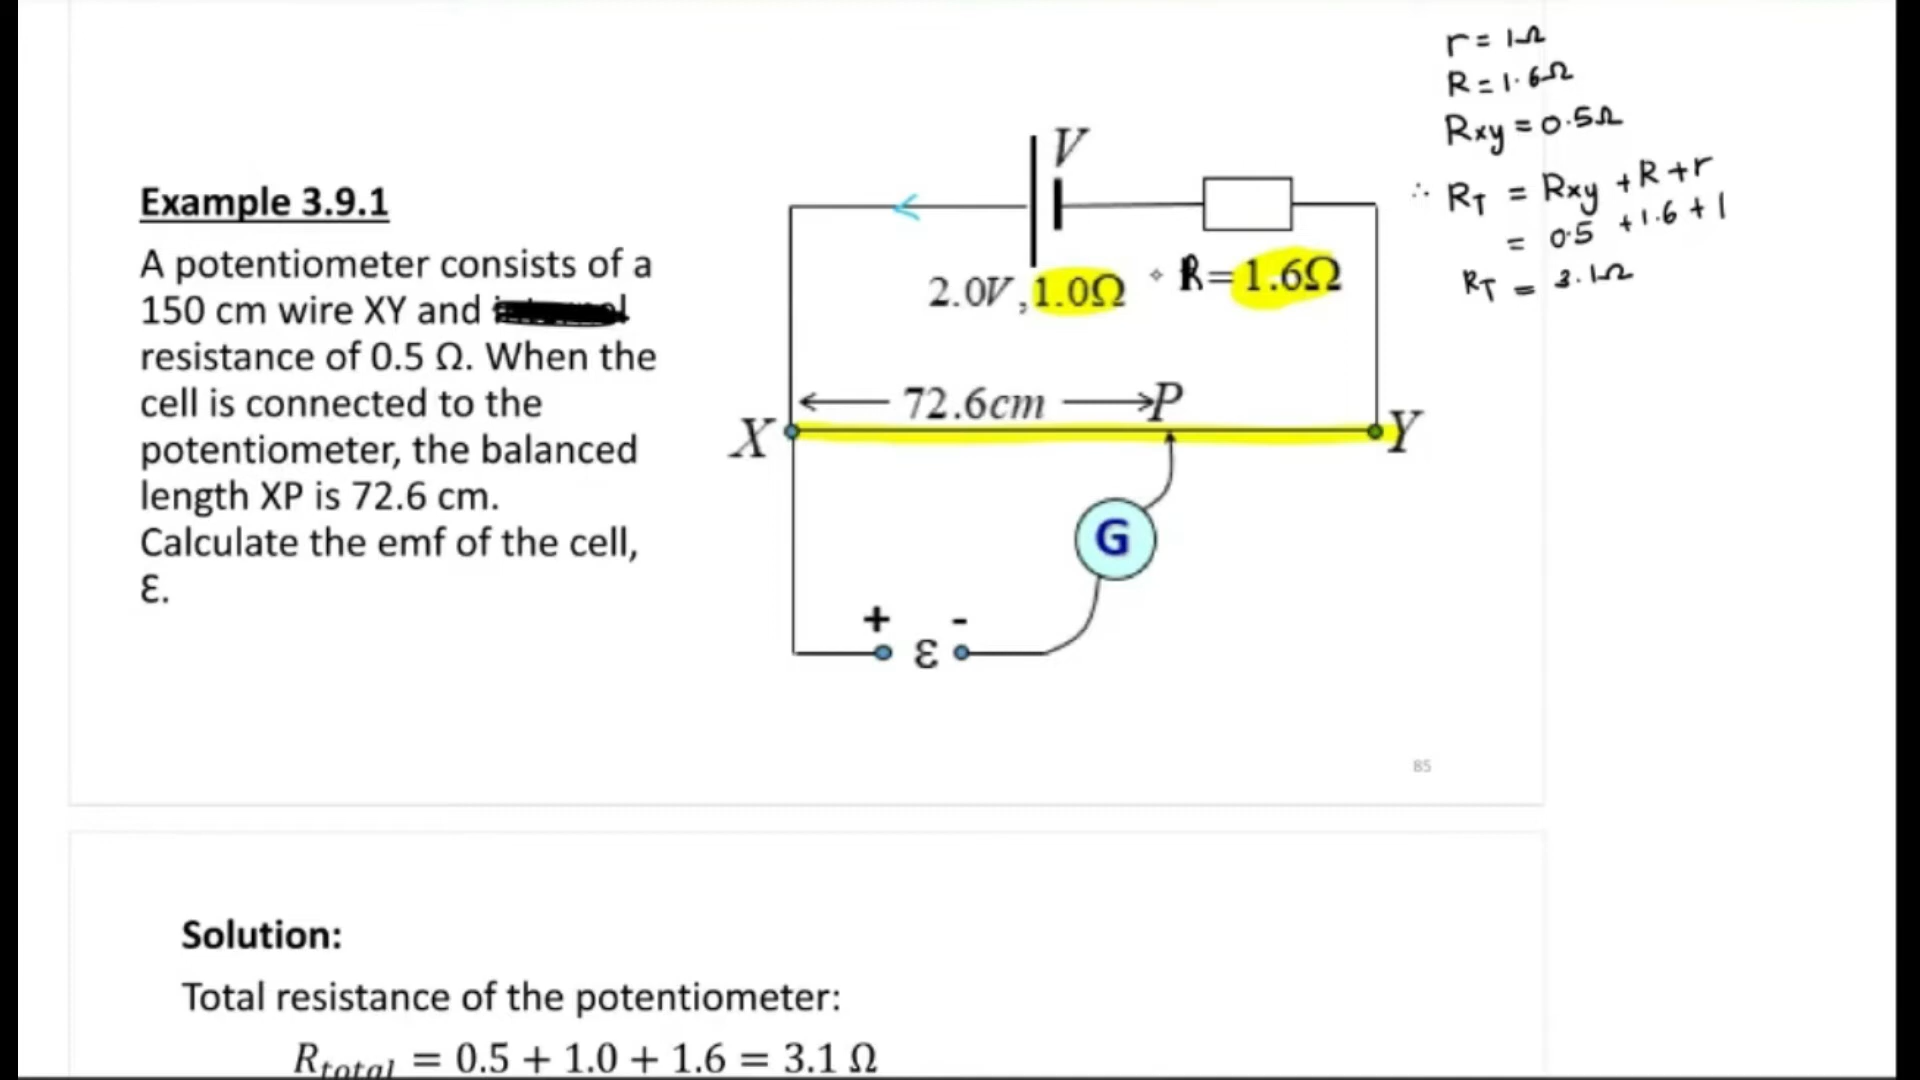 Example 3.9.1
A potentiometer consists of a
150 cm wire XY and
resistance of 0.5 Ω. When the
cell is connected to the
potentiometer, the balanced
length XP is 72.6 cm.
Calculate the emf of the cell,
Ɛ.
V
2.0V, 1.0Ω
R=1.6Ω
72.6cm
P
X
Y
G
+ -
ε
r = 1Ω
R = 1.6Ω
Rxy = 0.5Ω
∴ RT = Rxy + R + r
= 0.5 + 1.6 + 1
RT = 3.1Ω
85
Solution:
Total resistance of the potentiometer:
Rtotal = 0.5 + 1.0 + 1.6 = 3.1 Ω